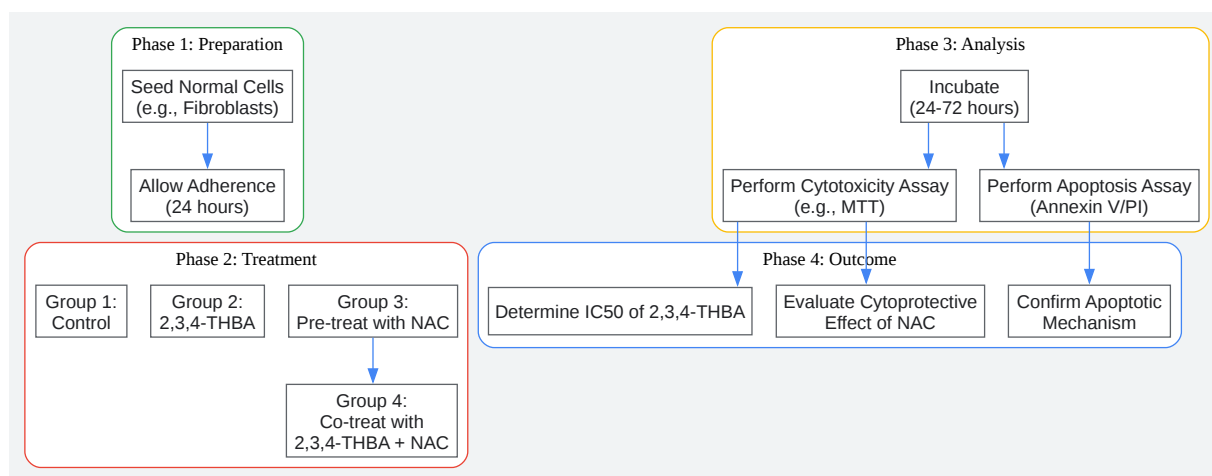 Phase 1: Preparation
Seed Normal Cells
(e.g., Fibroblasts)
Allow Adherence
(24 hours)
Phase 2: Treatment
Group 1:
Control
Group 2:
2,3,4-THBA
Group 3:
Pre-treat with NAC
Group 4:
Co-treat with
2,3,4-THBA + NAC
Phase 3: Analysis
Incubate
(24-72 hours)
Perform Cytotoxicity Assay
(e.g., MTT)
Perform Apoptosis Assay
(Annexin V/PI)
Phase 4: Outcome
Determine IC50 of 2,3,4-THBA
Evaluate Cytoprotective
Effect of NAC
Confirm Apoptotic
Mechanism